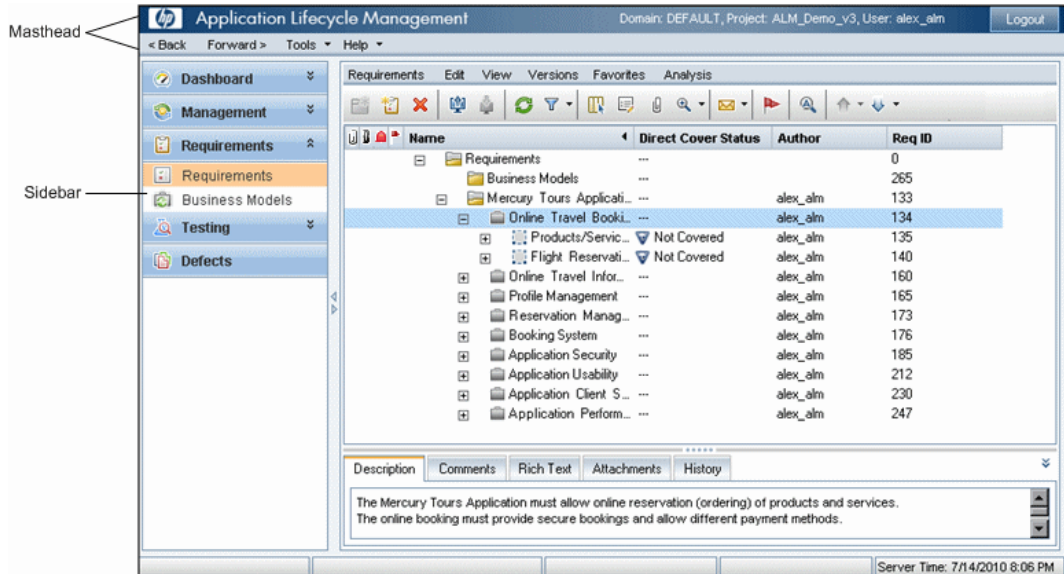 Masthead
Sidebar
hp Application Lifecycle Management Domain: DEFAULT, Project: ALM_Demo_v3, User: alex_alm Logout
< Back Forward > Tools Help
Dashboard
Management
Requirements
Requirements
Business Models
Testing
Defects
Requirements Edit View Versions Favorites Analysis
Name Direct Cover Status Author Req ID
Requirements --- 0
Business Models --- 265
Mercury Tours Applicati... --- alex_alm 133
Online Travel Booki... --- alex_alm 134
Products/Servic... Not Covered alex_alm 135
Flight Reservati... Not Covered alex_alm 140
Online Travel Infor... --- alex_alm 160
Profile Management --- alex_alm 165
Reservation Manag... --- alex_alm 173
Booking System --- alex_alm 176
Application Security --- alex_alm 185
Application Usability --- alex_alm 212
Application Client S... --- alex_alm 230
Application Perform... --- alex_alm 247
Description Comments Rich Text Attachments History
The Mercury Tours Application must allow online reservation (ordering) of products and services.
The online booking must provide secure bookings and allow different payment methods.
Server Time: 7/14/2010 8:06 PM